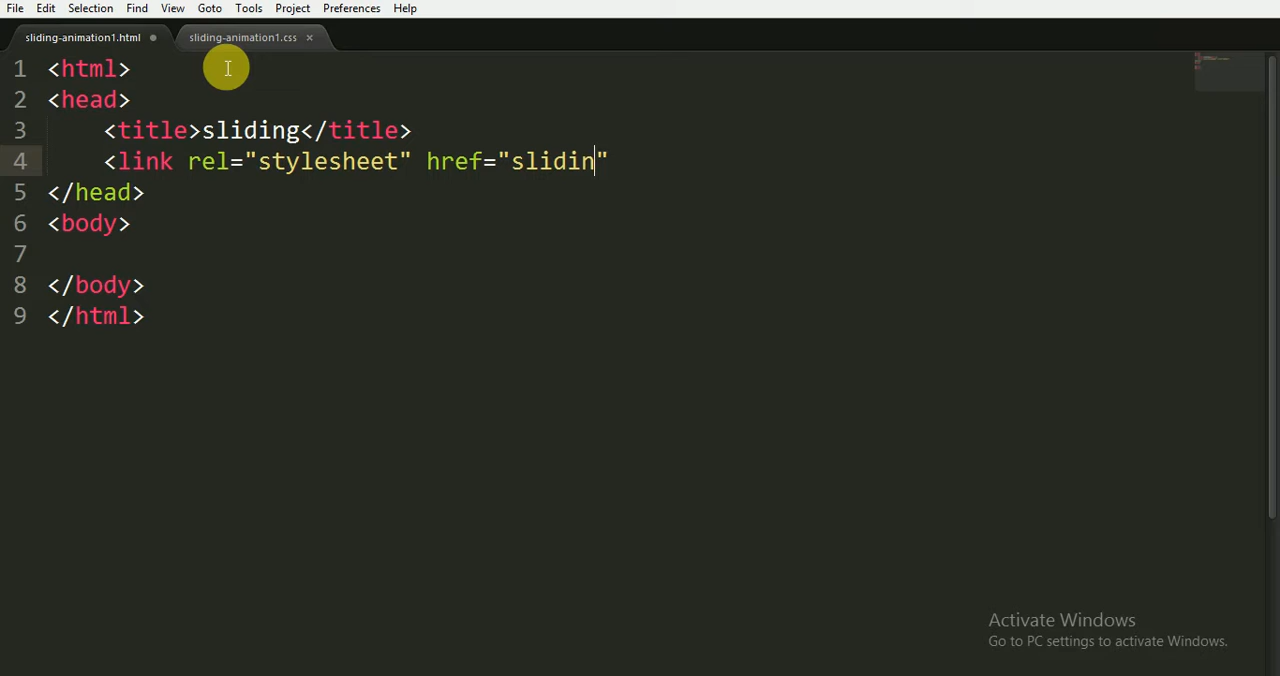 File Edit Selection Find View Goto Tools Project Preferences Help
sliding-animation1.html sliding-animation1.css ×
1 <html>
2 <head>
3 <title>sliding</title>
4 <link rel="stylesheet" href="slidin"
5 </head>
6 <body>
7
8 </body>
9 </html>
Activate Windows
Go to PC settings to activate Windows.